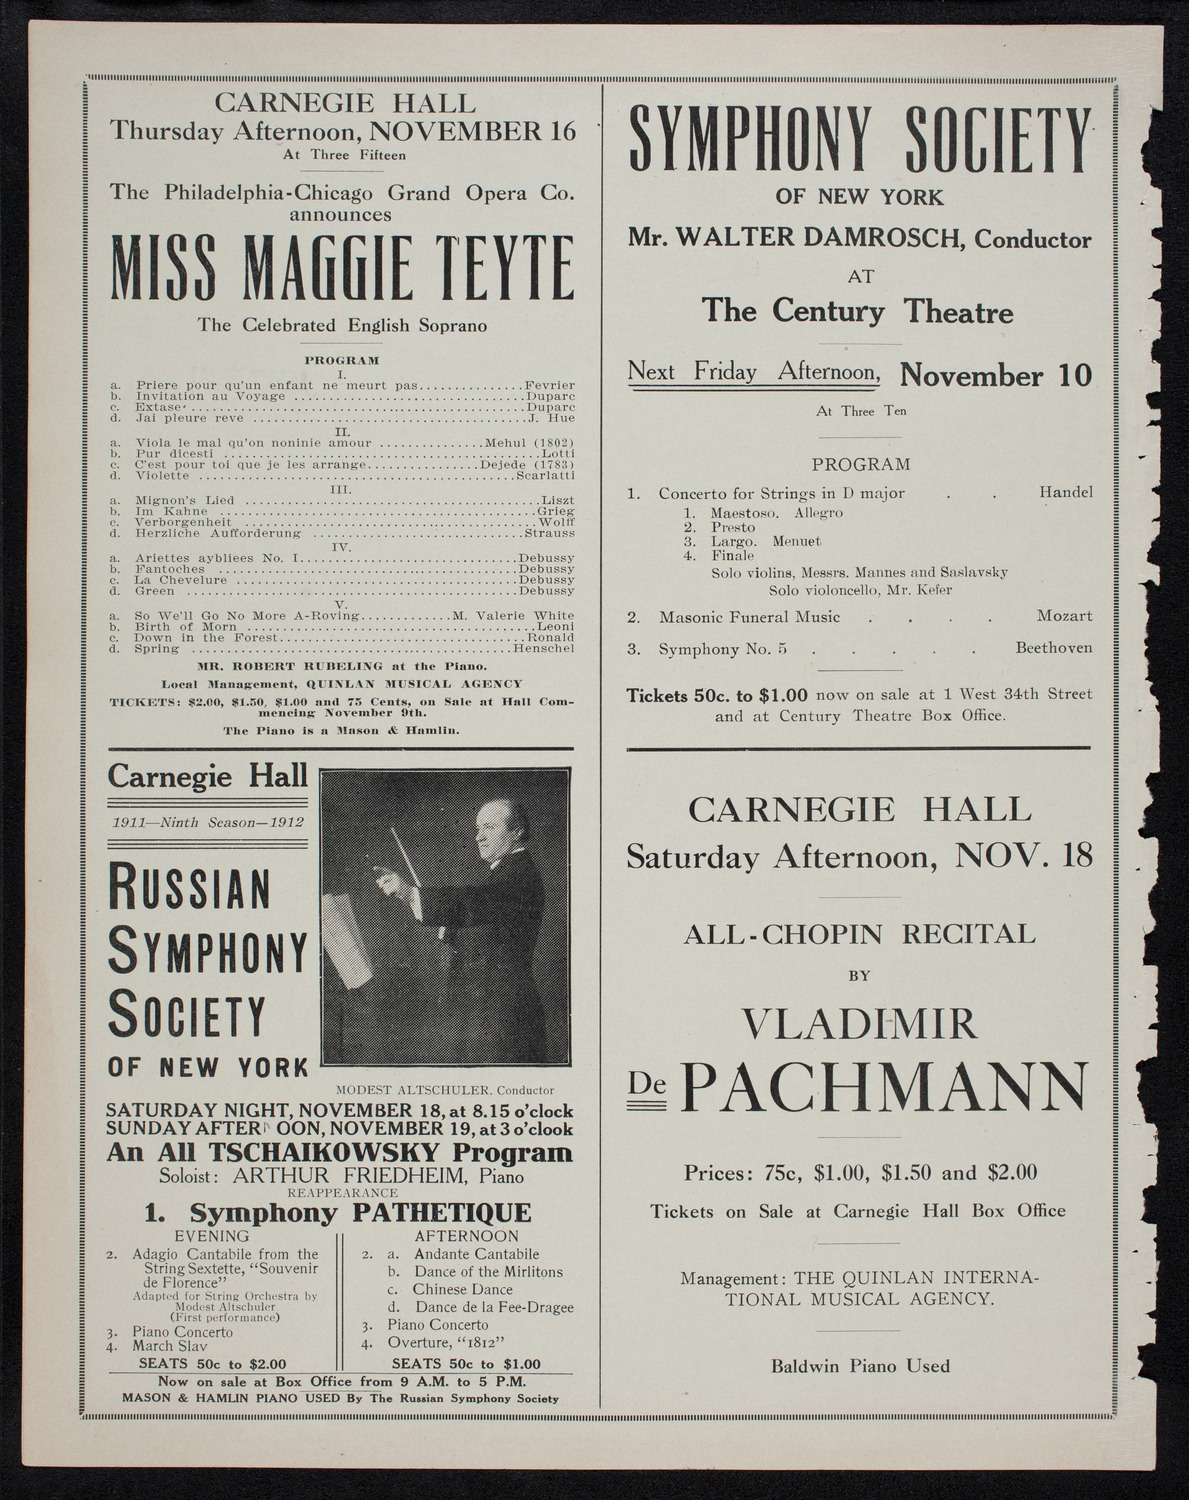 CARNEGIE HALL
Thursday Afternoon, NOVEMBER 16
At Three Fifteen
The Philadelphia-Chicago Grand Opera Co.
announces
MISS MAGGIE TEYTE
The Celebrated English Soprano
PROGRAM
I.
a. Priere pour qu'un enfant ne meurt pas...............Fevrier
b. Invitation au Voyage ...............Duparc
c. Extase ...............Duparc
d. Jai pleure reve ...............J. Hue
II.
a. Viola le mal qu'on noninie amour ...............Mehul (1802)
b. Pur dicesti ...............Lotti
c. C'est pour toi que je les arrange...............Dejede (1783)
d. Violette ...............Scarlatti
III.
a. Mignon's Lied ...............Liszt
b. Im Kahne ...............Grieg
c. Verborgenheit ...............Wolff
d. Herzliche Aufforderung ...............Strauss
IV.
a. Ariettes aybliees No. I...............Debussy
b. Fantoches ...............Debussy
c. La Chevelure ...............Debussy
d. Green ...............Debussy
V.
a. So We'll Go No More A-Roving............M. Valerie White
b. Birth of Morn ...............Leoni
c. Down in the Forest...............Ronald
d. Spring ...............Henschel
MR. ROBERT RUBELING at the Piano.
Local Management, QUINLAN MUSICAL AGENCY
TICKETS: $2.00, $1.50, $1.00 and 75 Cents, on Sale at Hall Com-
mencing November 9th.
The Piano is a Mason & Hamlin.
Carnegie Hall
1911—Ninth Season—1912
RUSSIAN
SYMPHONY
SOCIETY
OF NEW YORK
MODEST ALTSCHULER, Conductor
SATURDAY NIGHT, NOVEMBER 18, at 8.15 o'clock
SUNDAY AFTER OON, NOVEMBER 19, at 3 o'clook
An All TSCHAIKOWSKY Program
Soloist: ARTHUR FRIEDHEIM, Piano
REAPPEARANCE
1. Symphony PATHETIQUE
EVENING
2. Adagio Cantabile from the
String Sextette, "Souvenir
de Florence"
Adapted for String Orchestra by
Modest Altschuler
(First performance)
3. Piano Concerto
4. March Slav
SEATS 50c to $2.00
AFTERNOON
2. a. Andante Cantabile
b. Dance of the Mirlitons
c. Chinese Dance
d. Dance de la Fee-Dragee
3. Piano Concerto
4. Overture, "1812"
SEATS 50c to $1.00
Now on sale at Box Office from 9 A.M. to 5 P.M.
MASON & HAMLIN PIANO USED By The Russian Symphony Society
SYMPHONY SOCIETY
OF NEW YORK
Mr. WALTER DAMROSCH, Conductor
AT
The Century Theatre
Next Friday Afternoon, November 10
At Three Ten
PROGRAM
1. Concerto for Strings in D major . . Handel
1. Maestoso. Allegro
2. Presto
3. Largo. Menuet
4. Finale
Solo violins, Messrs. Mannes and Saslavsky
Solo violoncello, Mr. Kefer
2. Masonic Funeral Music . . . . Mozart
3. Symphony No. 5 . . . . . Beethoven
Tickets 50c. to $1.00 now on sale at 1 West 34th Street
and at Century Theatre Box Office.
CARNEGIE HALL
Saturday Afternoon, NOV. 18
ALL-CHOPIN RECITAL
BY
VLADIMIR
De PACHMANN
Prices: 75c, $1.00, $1.50 and $2.00
Tickets on Sale at Carnegie Hall Box Office
Management: THE QUINLAN INTERNA-
TIONAL MUSICAL AGENCY.
Baldwin Piano Used